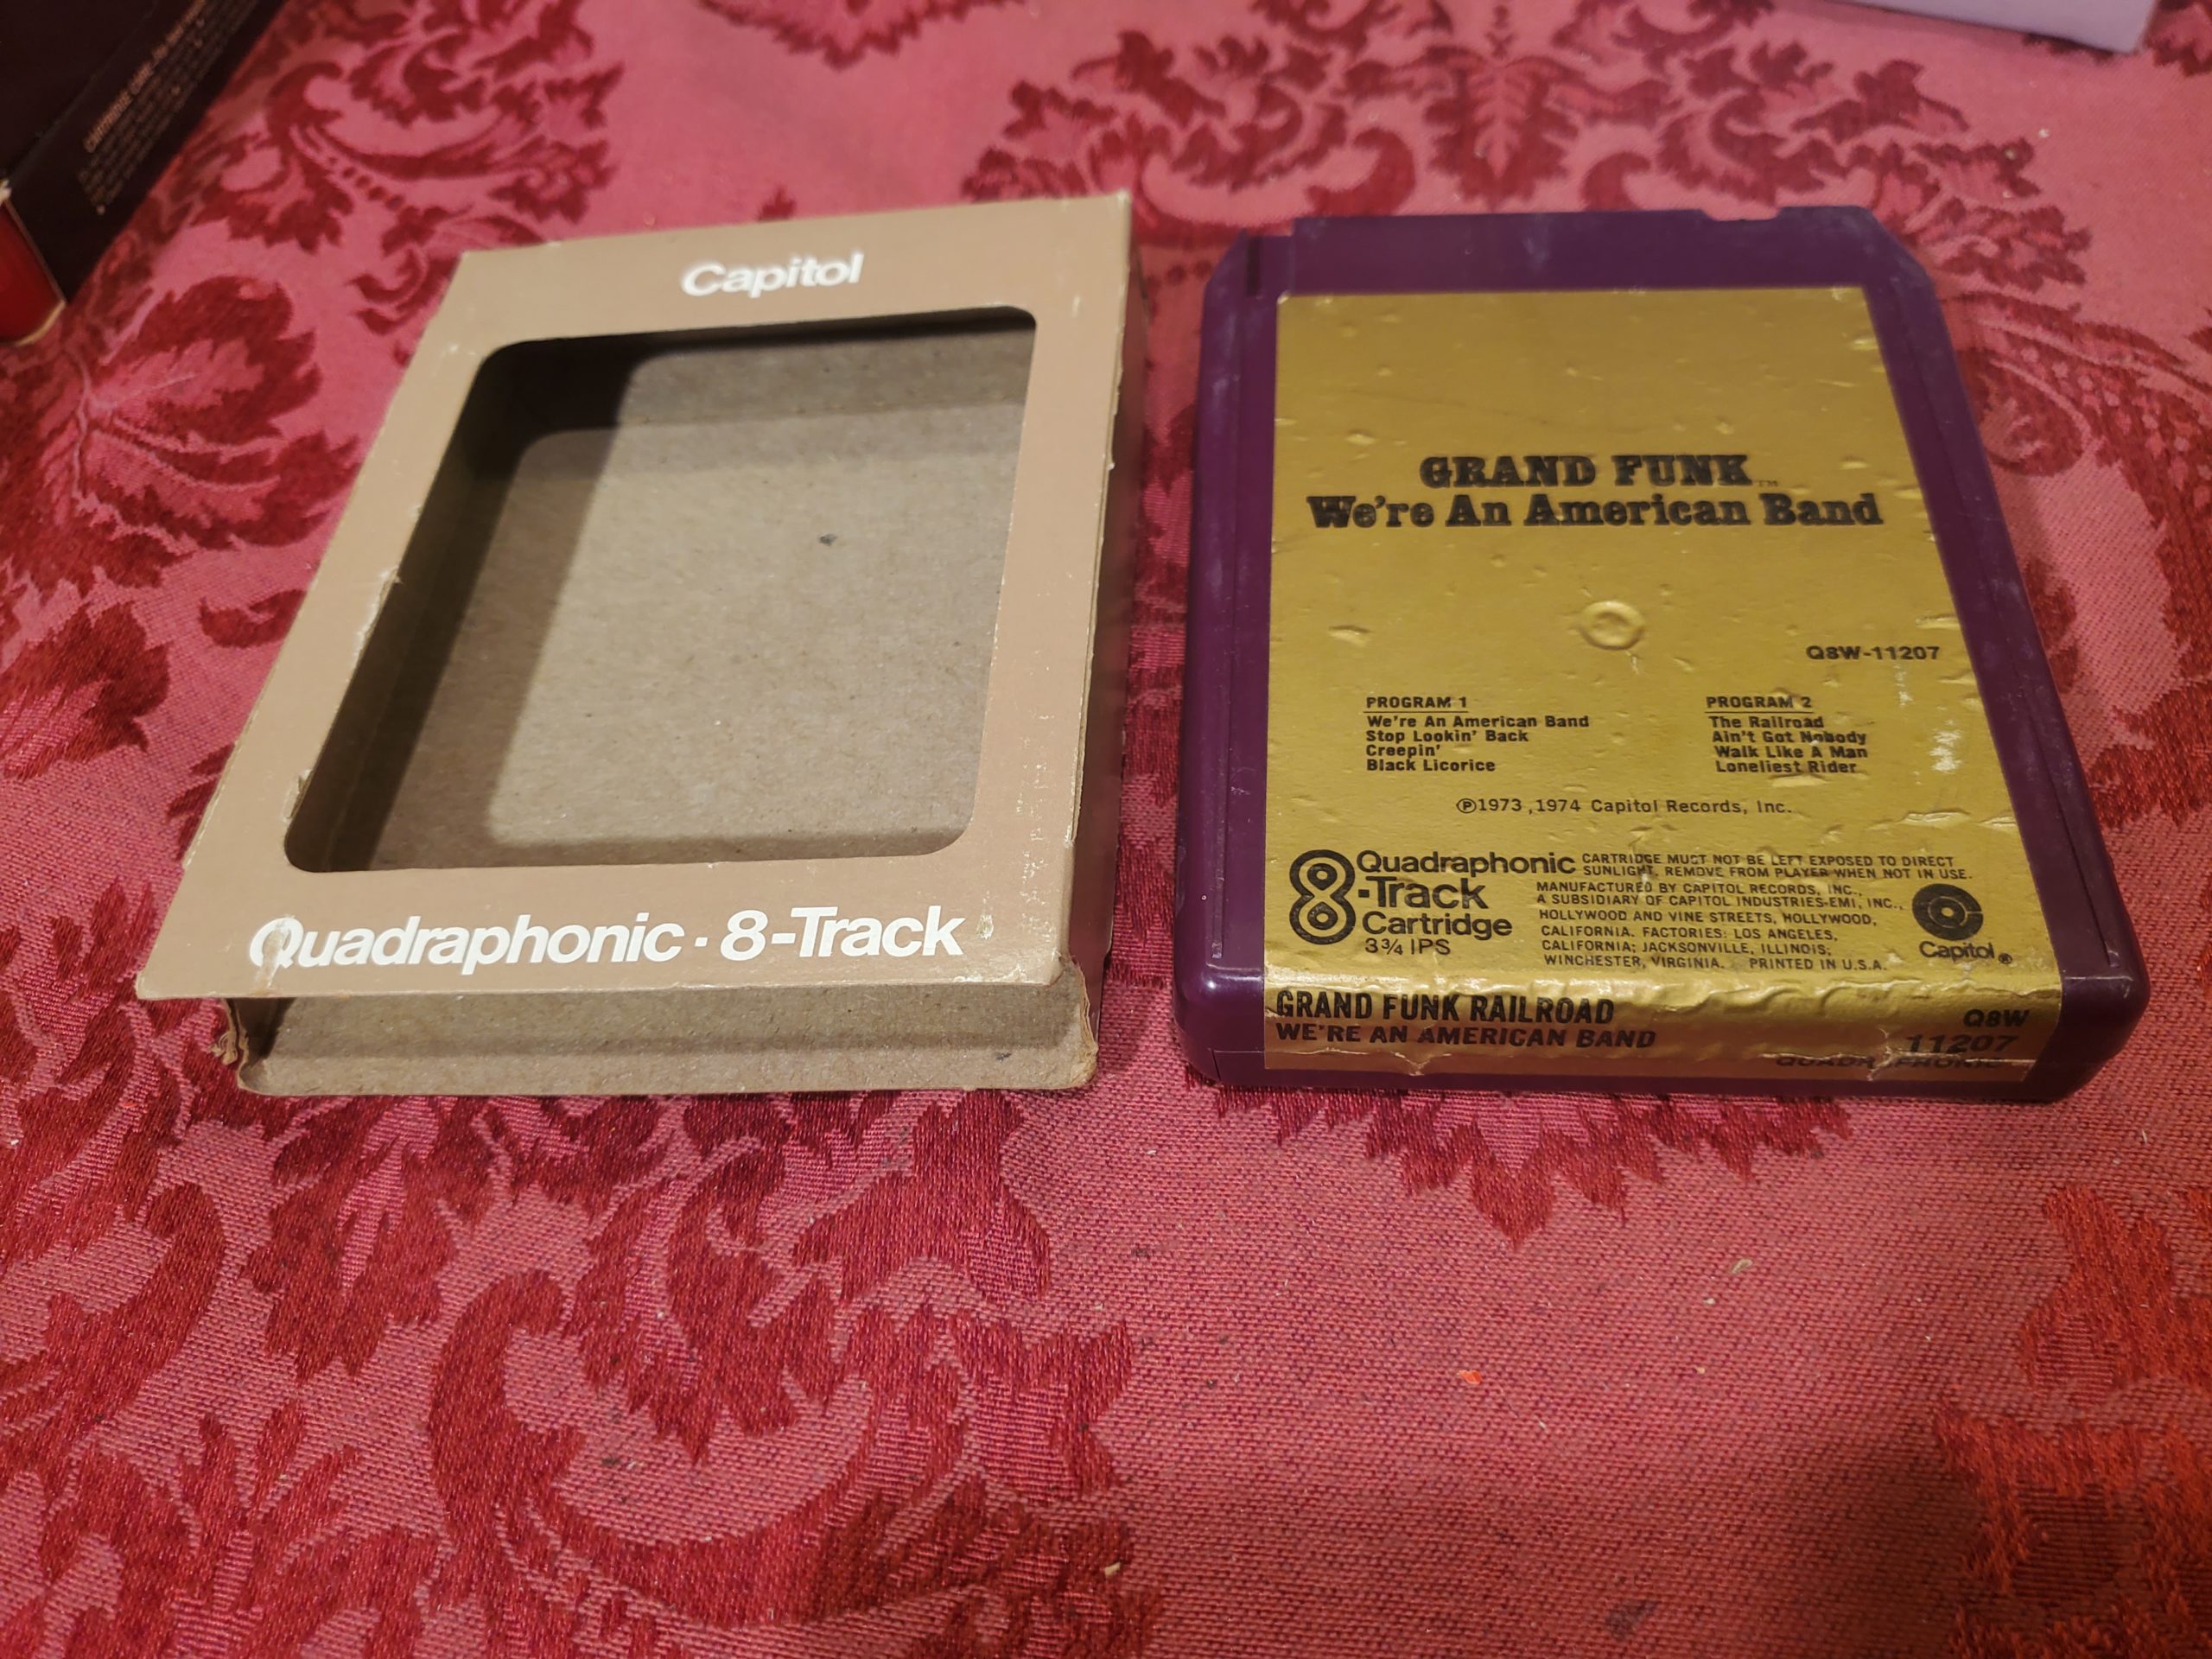 Capitol
Quadraphonic · 8-Track
GRAND FUNK™
We're An American Band
Q8W-11207
PROGRAM 1
We're An American Band
Stop Lookin' Back
Creepin'
Black Licorice
PROGRAM 2
The Railroad
Ain't Got Nobody
Walk Like A Man
Loneliest Rider
Ⓟ1973,1974 Capitol Records, Inc.
8 Quadraphonic
-Track
Cartridge
3¾ IPS
CARTRIDGE MUST NOT BE LEFT EXPOSED TO DIRECT
SUNLIGHT. REMOVE FROM PLAYER WHEN NOT IN USE.
MANUFACTURED BY CAPITOL RECORDS, INC.,
A SUBSIDIARY OF CAPITOL INDUSTRIES-EMI, INC.,
HOLLYWOOD AND VINE STREETS, HOLLYWOOD,
CALIFORNIA. FACTORIES: LOS ANGELES,
CALIFORNIA; JACKSONVILLE, ILLINOIS;
WINCHESTER, VIRGINIA. PRINTED IN U.S.A.
Capitol®
GRAND FUNK RAILROAD
WE'RE AN AMERICAN BAND
Q8W
11207
QUADRAPHONIC